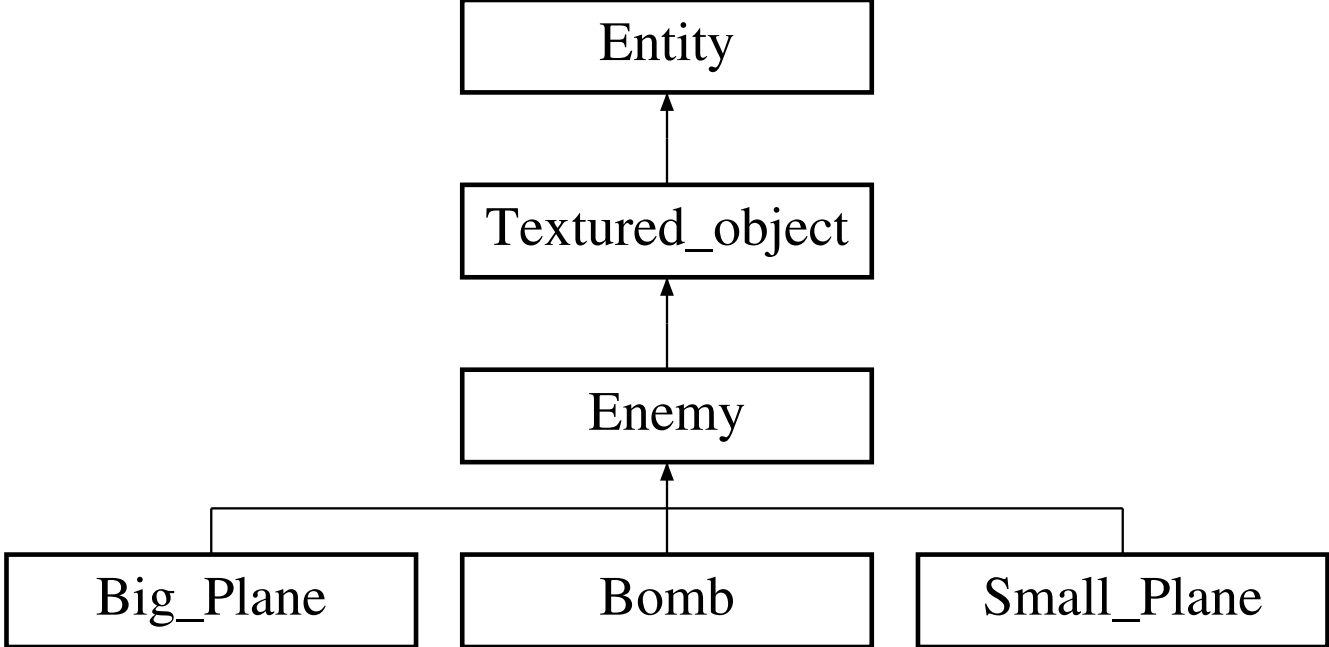 Entity
Textured_object
Enemy
Big_Plane
Bomb
Small_Plane